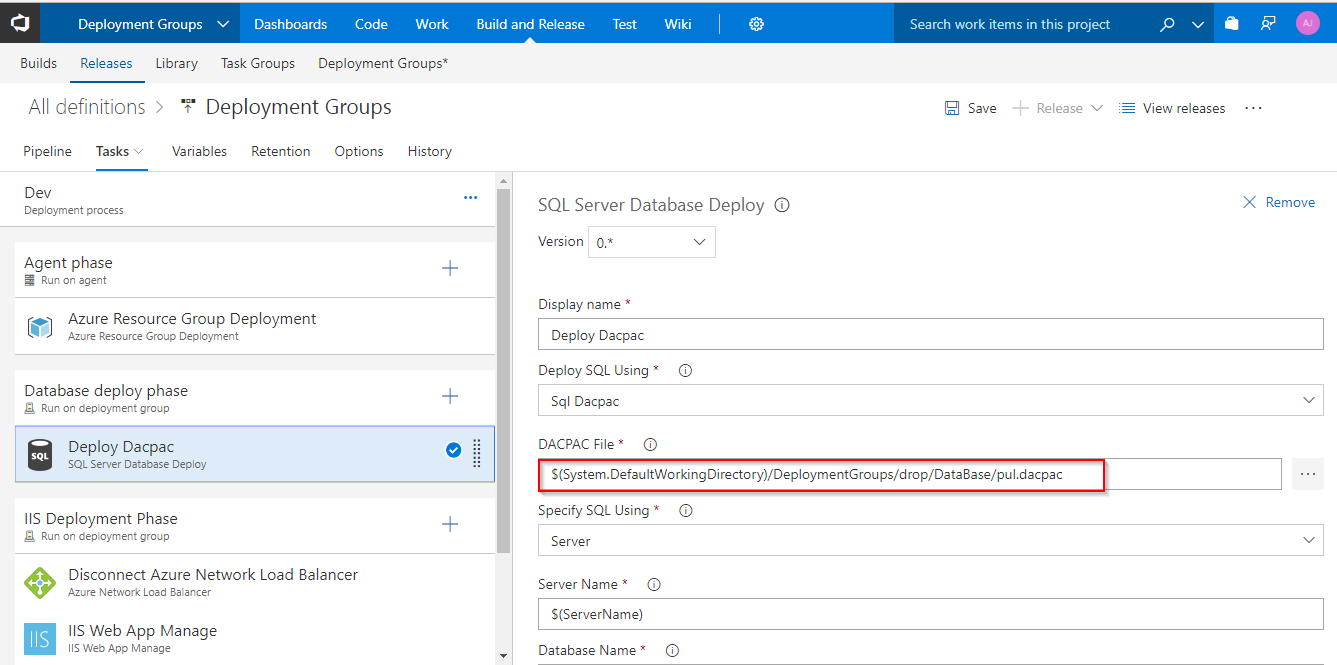 Deployment Groups
Dashboards
Code
Work
Build and Release
Test
Wiki
Search work items in this project
AJ
Builds
Releases
Library
Task Groups
Deployment Groups*
All definitions > Deployment Groups
Save
Release
View releases
...
Pipeline
Tasks
Variables
Retention
Options
History
Dev
Deployment process
...
Agent phase
Run on agent
Azure Resource Group Deployment
Azure Resource Group Deployment
Database deploy phase
Run on deployment group
SQL
Deploy Dacpac
SQL Server Database Deploy
IIS Deployment Phase
Run on deployment group
Disconnect Azure Network Load Balancer
Azure Network Load Balancer
IIS
IIS Web App Manage
IIS Web App Manage
SQL Server Database Deploy
Remove
Version 0.*
Display name *
Deploy Dacpac
Deploy SQL Using *
Sql Dacpac
DACPAC File *
$(System.DefaultWorkingDirectory)/DeploymentGroups/drop/DataBase/pul.dacpac
...
Specify SQL Using *
Server
Server Name *
$(ServerName)
Database Name *